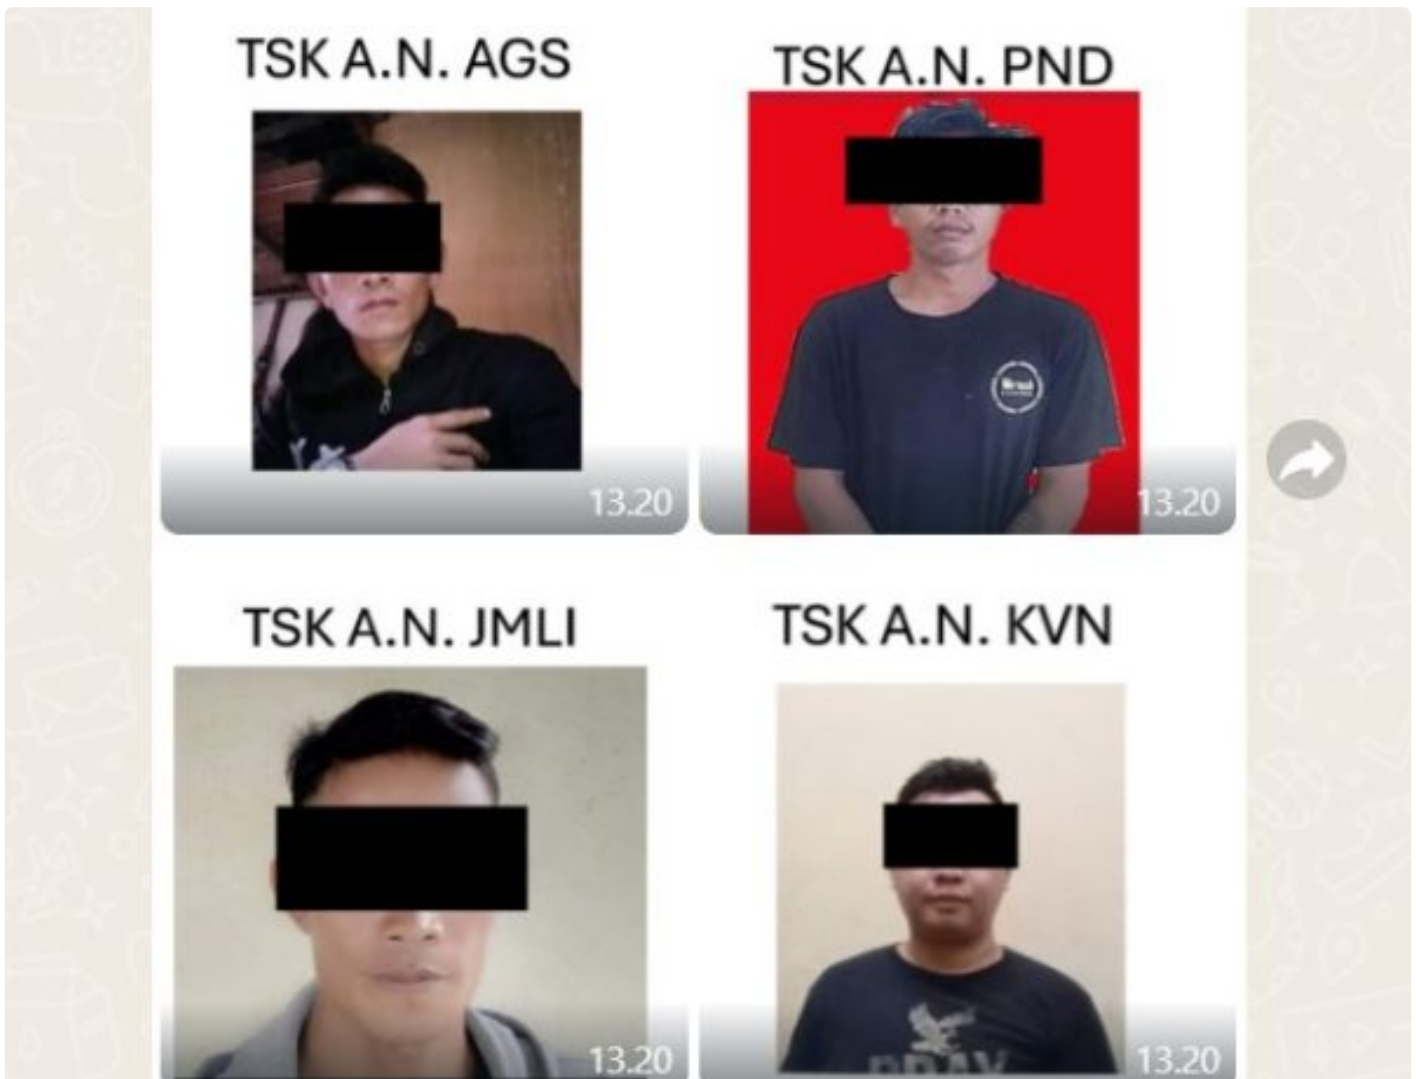 TSK A.N. AGS
TSK A.N. PND
13.20
13.20
TSK A.N. JMLI
TSK A.N. KVN
13.20
13.20